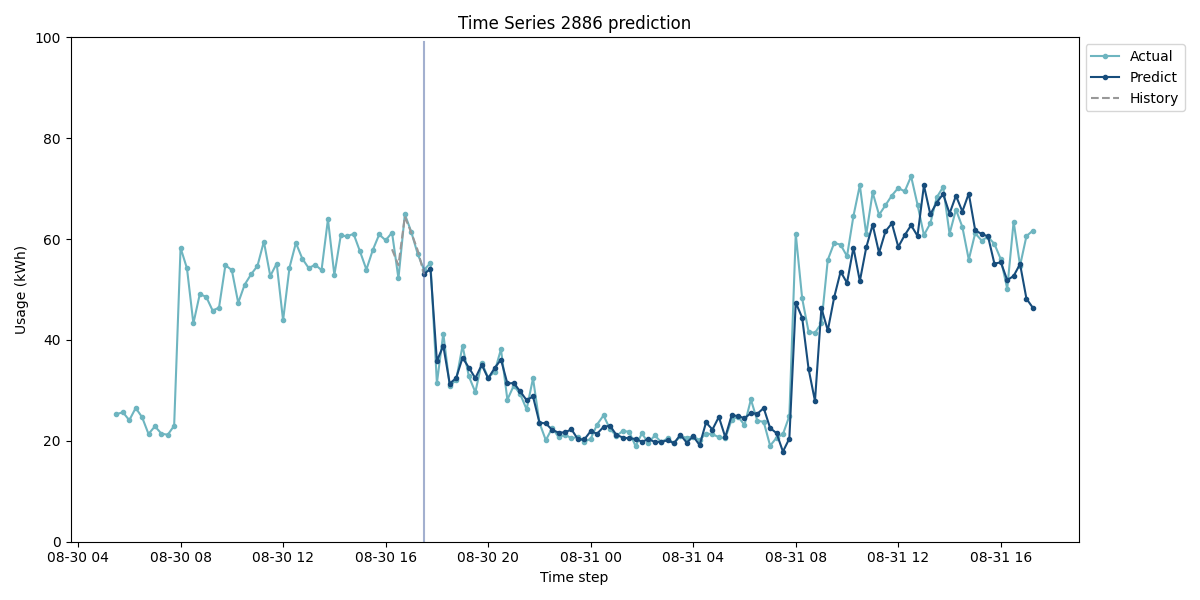 Time Series 2886 prediction
100
80
60
40
20
0
Usage (kWh)
08-30 04
08-30 08
08-30 12
08-30 16
08-30 20
08-31 00
08-31 04
08-31 08
08-31 12
08-31 16
Time step
Actual
Predict
History